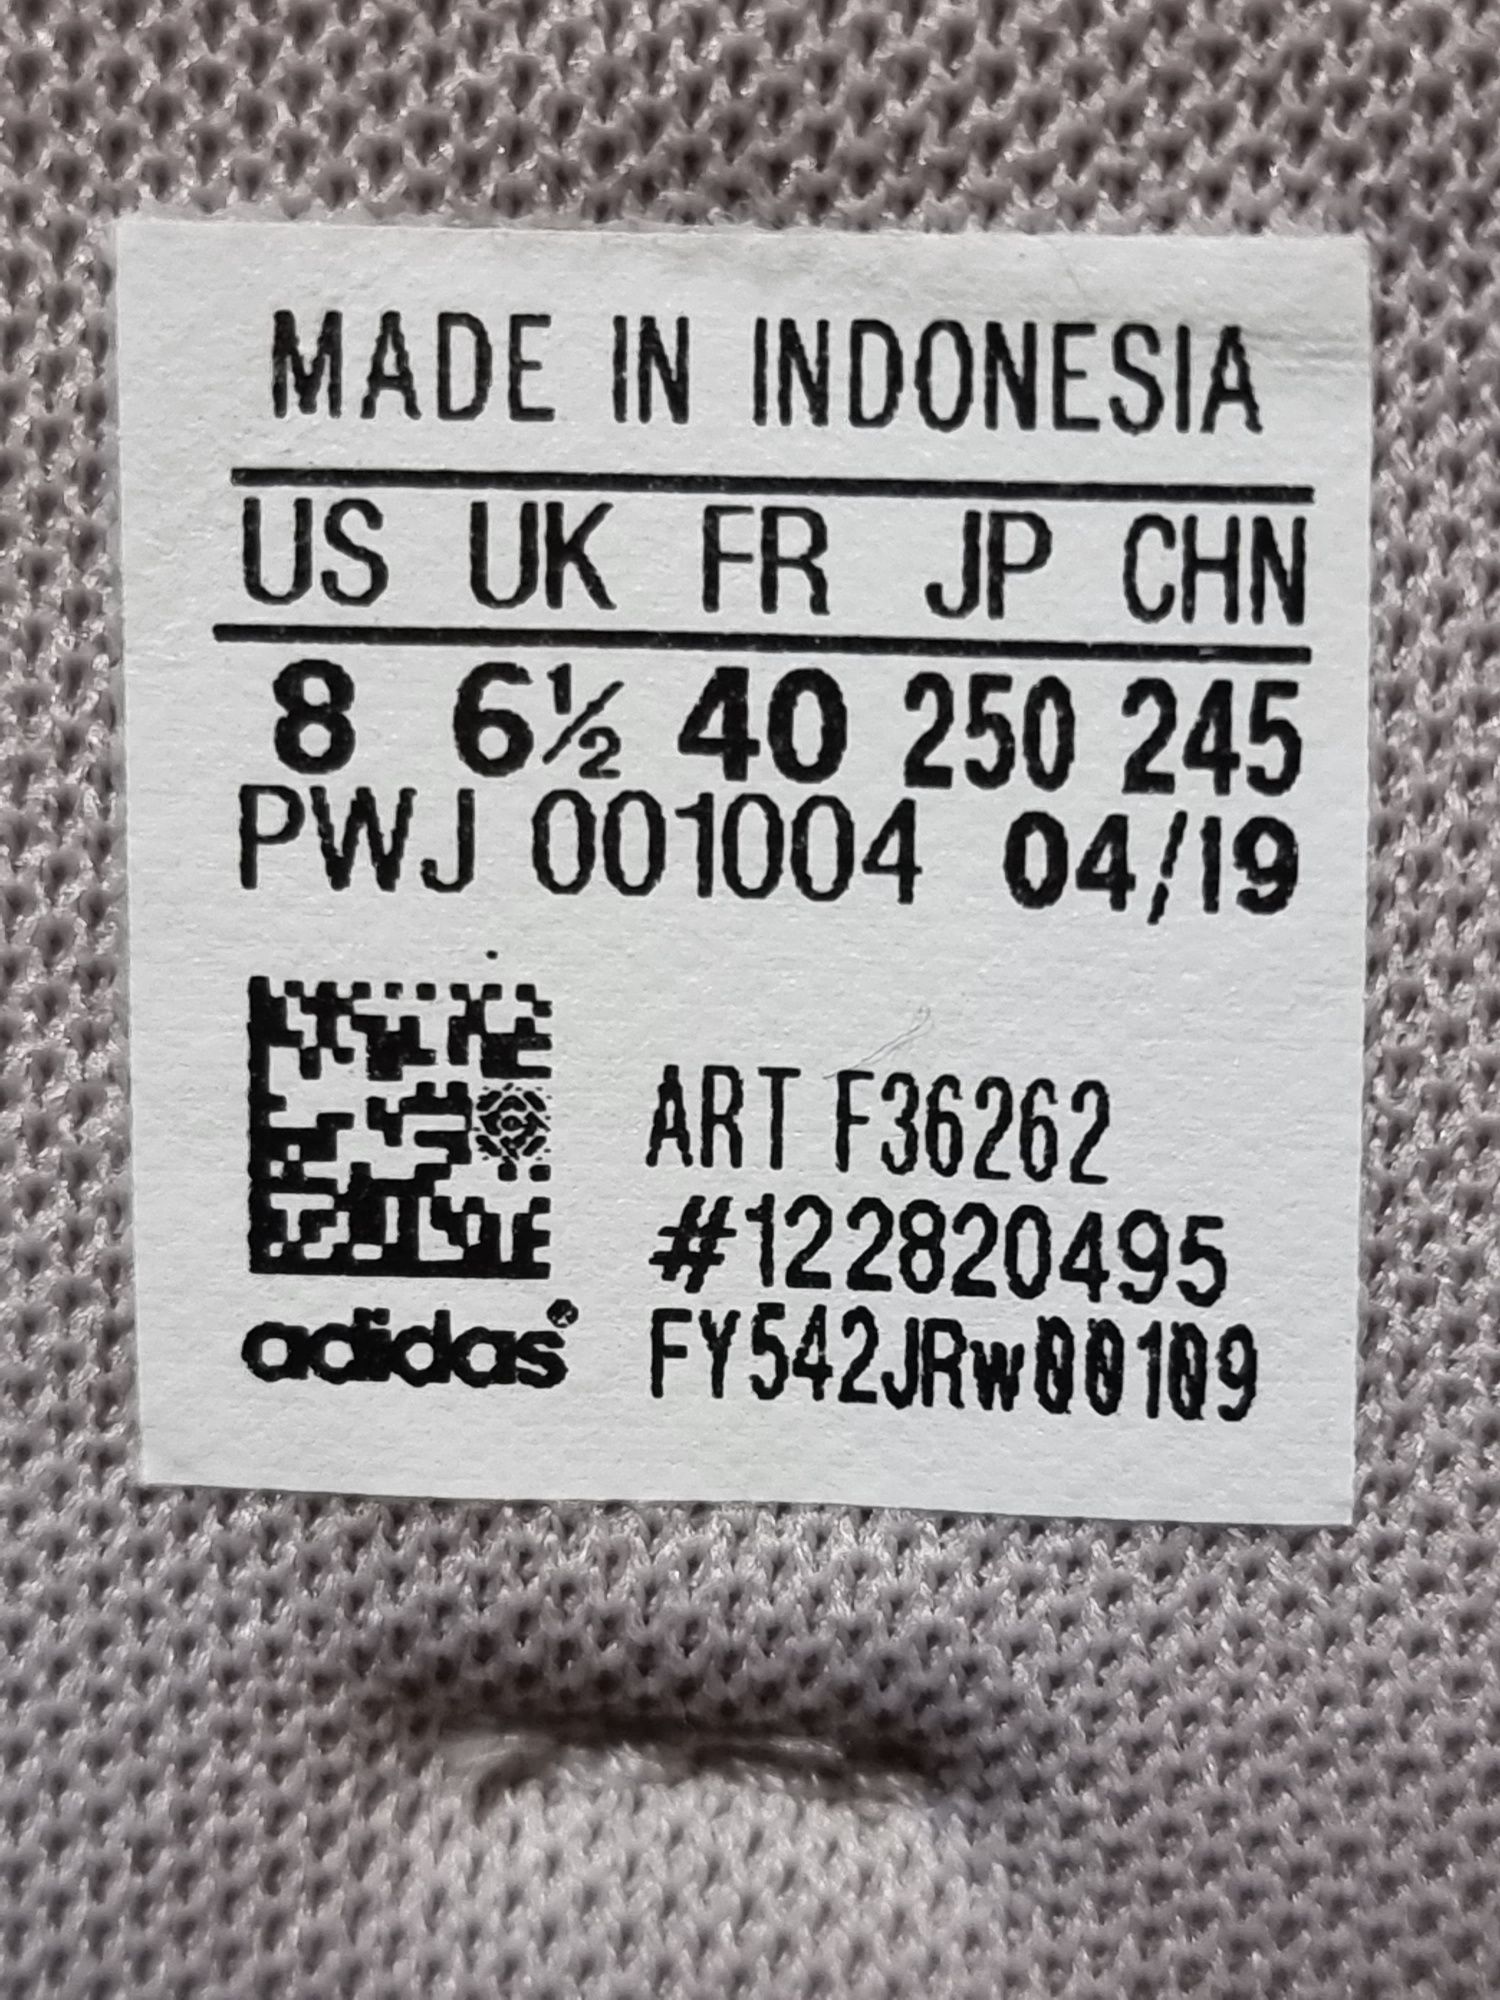 MADE IN INDONESIA
US UK FR JP CHN
8 6½ 40 250 245
PWJ 001004 04/19
ART F36262
#122820495
adidas® FY542JRw00109